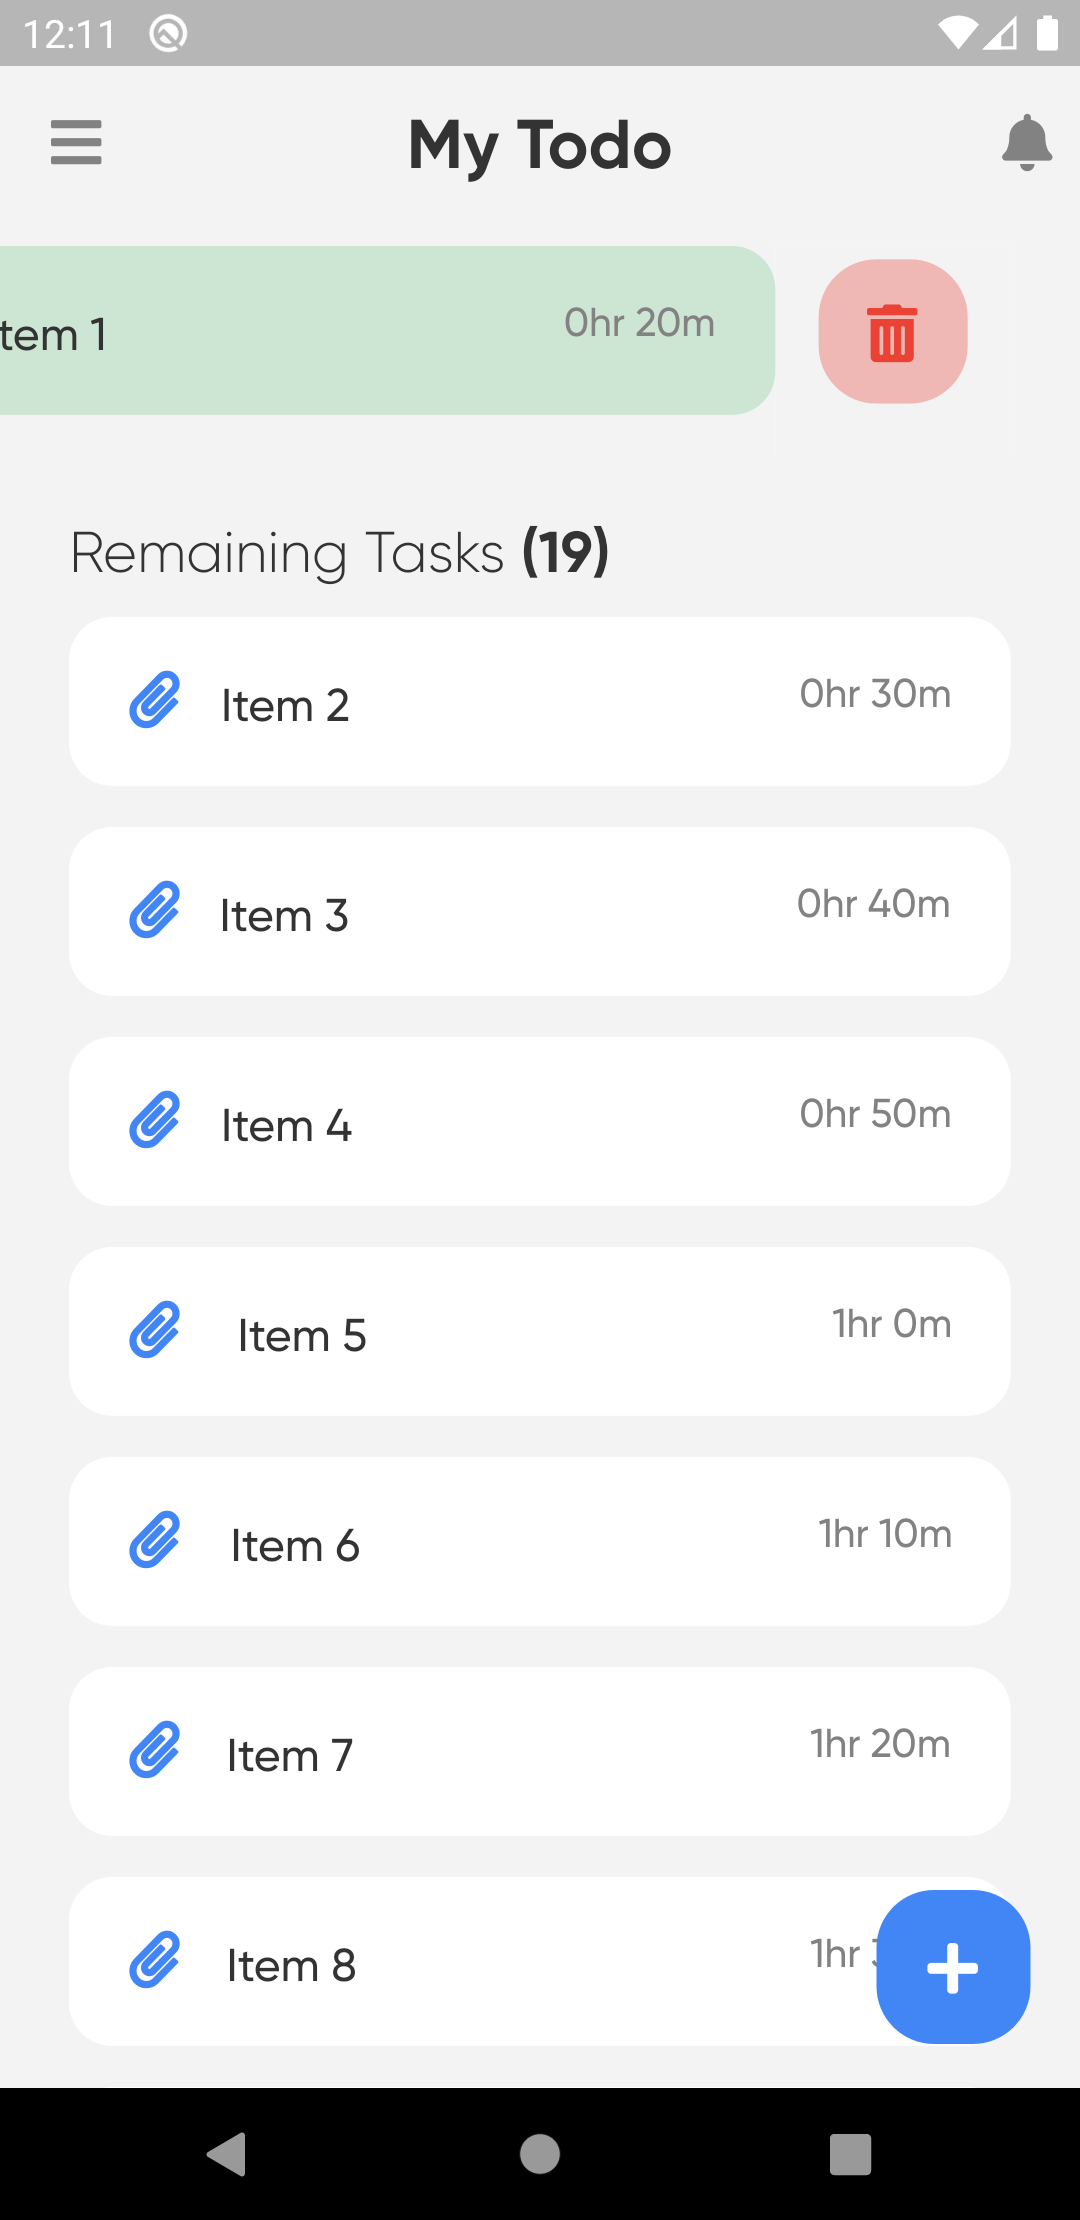 12:11
My Todo
tem 1
0hr 20m
Remaining Tasks (19)
Item 2
0hr 30m
Item 3
0hr 40m
Item 4
0hr 50m
Item 5
1hr 0m
Item 6
1hr 10m
Item 7
1hr 20m
Item 8
1hr